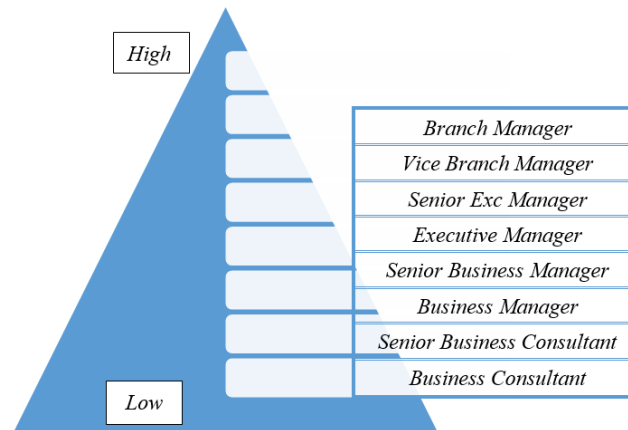 High
Branch Manager
Vice Branch Manager
Senior Exc Manager
Executive Manager
Senior Business Manager
Business Manager
Senior Business Consultant
Business Consultant
Low